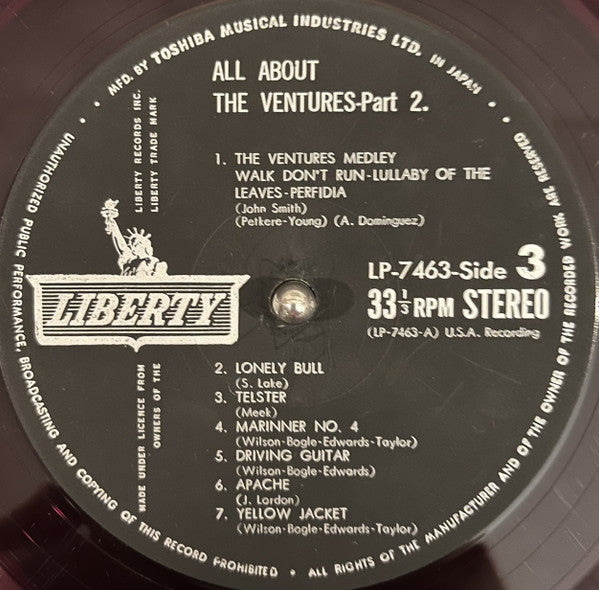 MFD. BY TOSHIBA MUSICAL INDUSTRIES LTD. IN JAPAN
UNAUTHORIZED PUBLIC PERFORMANCE, BROADCASTING AND COPYING OF THIS RECORD PROHIBITED • ALL RIGHTS OF THE MANUFACTURER AND OF THE OWNER OF THE RECORDED WORK ARE RESERVED
LIBERTY RECORDS INC.
LIBERTY TRADE MARK
ALL ABOUT
THE VENTURES-Part 2.
1. THE VENTURES MEDLEY
WALK DON'T RUN-LULLABY OF THE
LEAVES-PERFIDIA
(John Smith)
(Petkere-Young) (A. Dominguez)
LIBERTY
LP-7463-Side 3
33⅓ RPM STEREO
(LP-7463-A) U.S.A. Recording
MADE UNDER LICENCE FROM
OWNERS OF THE
2. LONELY BULL
(S. Lake)
3. TELSTER
(Meek)
4. MARINNER NO. 4
(Wilson-Bogle-Edwards-Taylor)
5. DRIVING GUITAR
(Wilson-Bogle-Edwards)
6. APACHE
(J. Lordon)
7. YELLOW JACKET
(Wilson-Bogle-Edwards-Taylor)